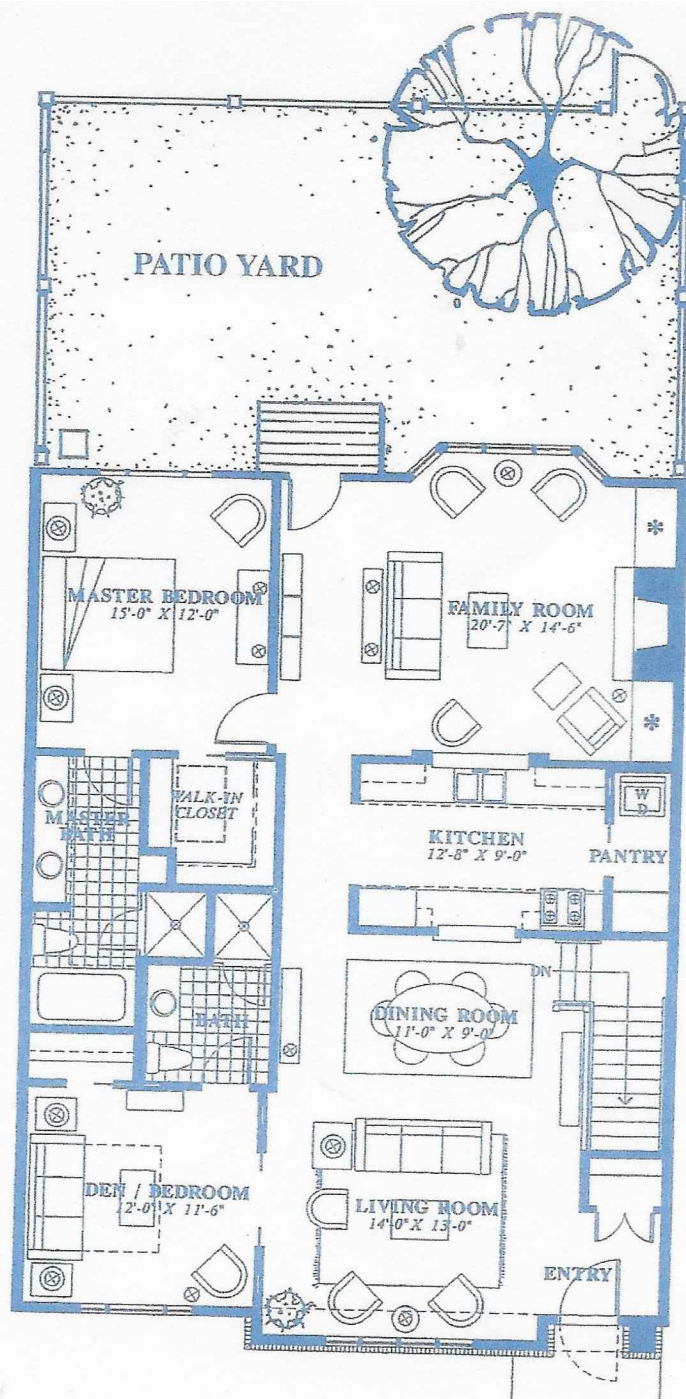 PATIO YARD
MASTER BEDROOM
15'-0" X 12'-0"
FAMILY ROOM
20'-7" X 14'-6"
WALK-IN
CLOSET
MASTER
BATH
KITCHEN
12'-8" X 9'-0"
W
D
PANTRY
DN
DINING ROOM
11'-0" X 9'-0"
BATH
DEN / BEDROOM
12'-0" X 11'-6"
LIVING ROOM
14'-0" X 13'-0"
ENTRY